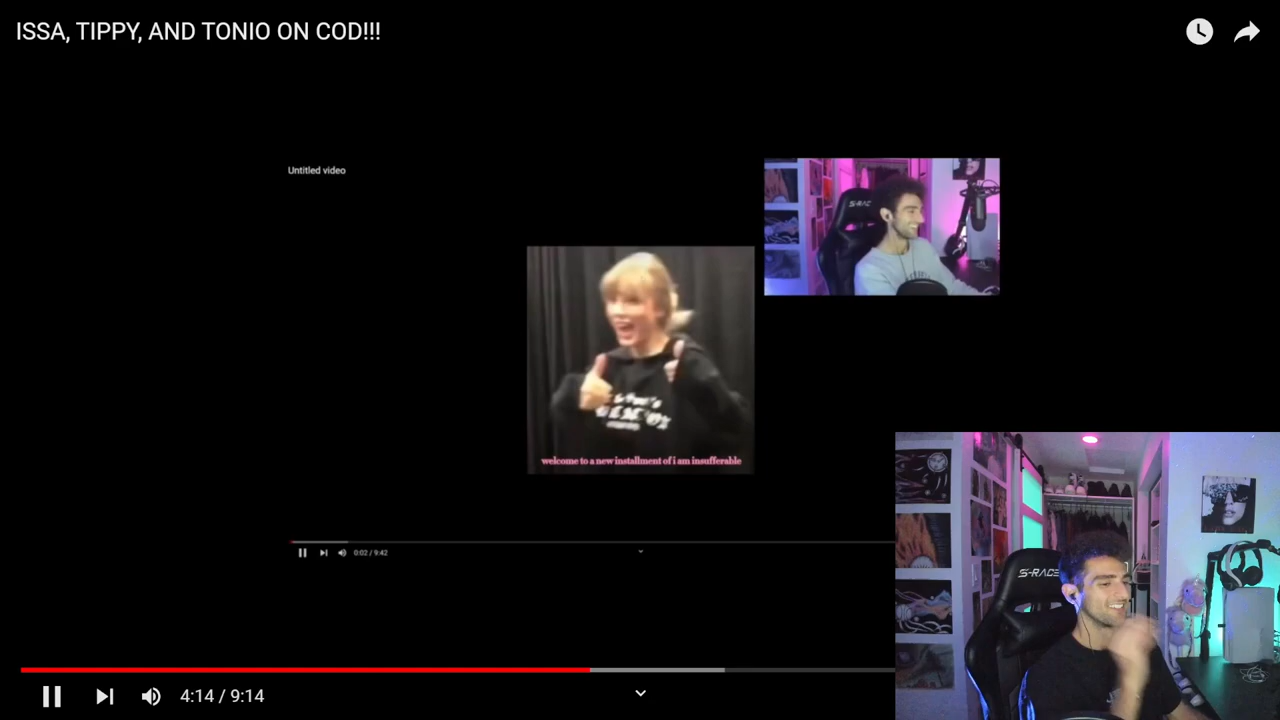 ISSA, TIPPY, AND TONIO ON COD!!!
Untitled video
S-RAC
welcome to a new installment of i am insufferable
0:02 / 9:42
S-RACE
4:14 / 9:14